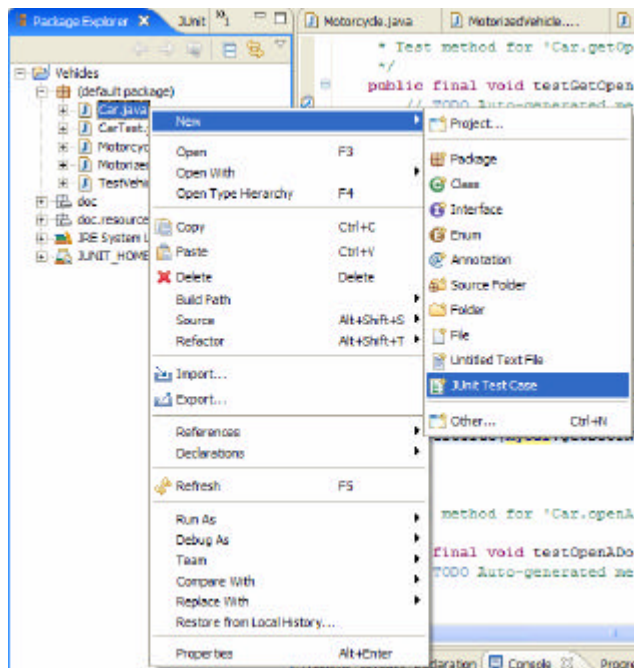 Package Explorer JUnit
Motorcycle.java MotorizedVehicle....
* Test method for 'Car.getOp
*/
public final void testGetOpen
// TODO Auto-generated me
Vehicles
(default package)
Car.java
CarTest.
Motorcyc
Motorize
TestVehic
doc
doc.resource
JRE System L
JUNIT_HOME
New
Open F3
Open With
Open Type Hierarchy F4
Copy Ctrl+C
Paste Ctrl+V
Delete Delete
Build Path
Source Alt+Shift+S
Refactor Alt+Shift+T
Import...
Export...
References
Declarations
Refresh F5
Run As
Debug As
Team
Compare With
Replace With
Restore from Local History...
Properties Alt+Enter
Project...
Package
Class
Interface
Enum
Annotation
Source Folder
Folder
File
Untitled Text File
JUnit Test Case
Other... Ctrl+N
method for 'Car.openA
final void testOpenADo
TODO Auto-generated me
laration Console Prope